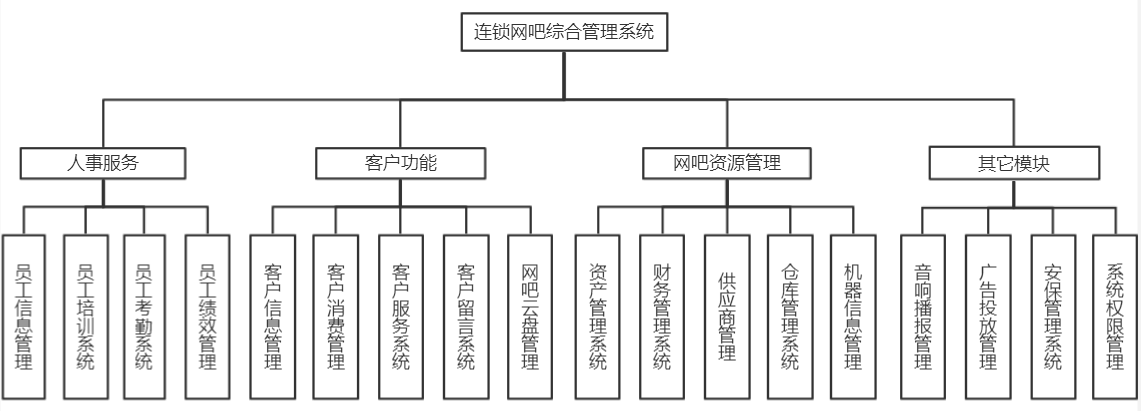 连锁网吧综合管理系统
人事服务
客户功能
网吧资源管理
其它模块
员工信息管理
员工培训系统
员工考勤系统
员工绩效管理
客户信息管理
客户消费管理
客户服务系统
客户留言系统
网吧云盘管理
资产管理系统
财务管理系统
供应商管理
仓库管理系统
机器信息管理
音响播报管理
广告投放管理
安保管理系统
系统权限管理